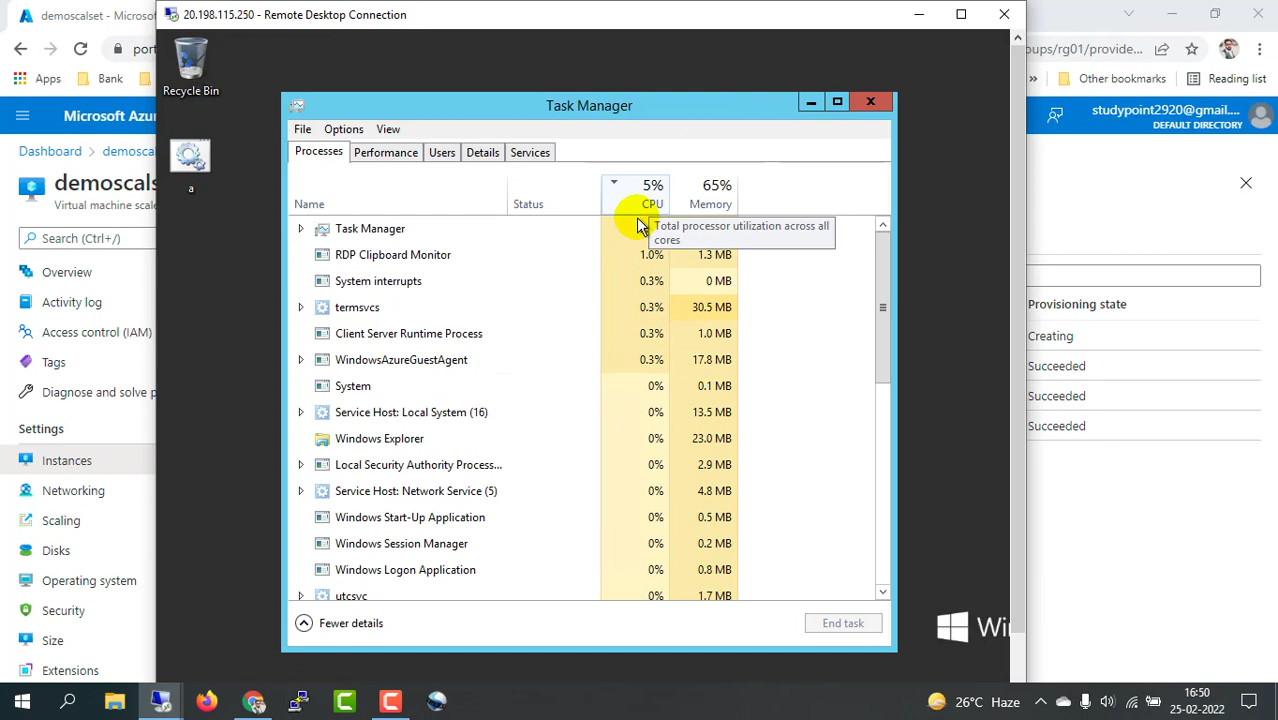 demoscalset
20.198.115.250 - Remote Desktop Connection
port
oups/rg01/provide...
Apps
Bank
Other bookmarks
Reading list
Microsoft Azu
studypoint2920@gmail....
DEFAULT DIRECTORY
Dashboard > demoscal
demoscals
Virtual machine scale
Search (Ctrl+/)
Overview
Activity log
Access control (IAM)
Tags
Diagnose and solve p
Settings
Instances
Networking
Scaling
Disks
Operating system
Security
Size
Extensions
Recycle Bin
a
Task Manager
File Options View
Processes Performance Users Details Services
5% 65%
Name Status CPU Memory
Task Manager
Total processor utilization across all
cores
RDP Clipboard Monitor 1.0% 1.3 MB
System interrupts 0.3% 0 MB
termsvcs 0.3% 30.5 MB
Client Server Runtime Process 0.3% 1.0 MB
WindowsAzureGuestAgent 0.3% 17.8 MB
System 0% 0.1 MB
Service Host: Local System (16) 0% 13.5 MB
Windows Explorer 0% 23.0 MB
Local Security Authority Process... 0% 2.9 MB
Service Host: Network Service (5) 0% 4.8 MB
Windows Start-Up Application 0% 0.5 MB
Windows Session Manager 0% 0.2 MB
Windows Logon Application 0% 0.8 MB
utcsvc 0% 1.7 MB
Fewer details
End task
Wi
Provisioning state
Creating
Succeeded
Succeeded
Succeeded
26°C Haze
16:50
25-02-2022